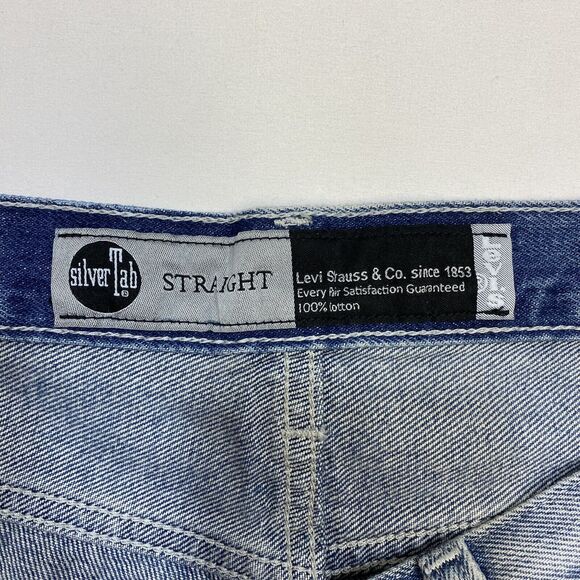 silver Tab
®
STRAIGHT
Levi Strauss & Co. since 1853
Every Pair Satisfaction Guaranteed
100% Cotton
Levi's
®